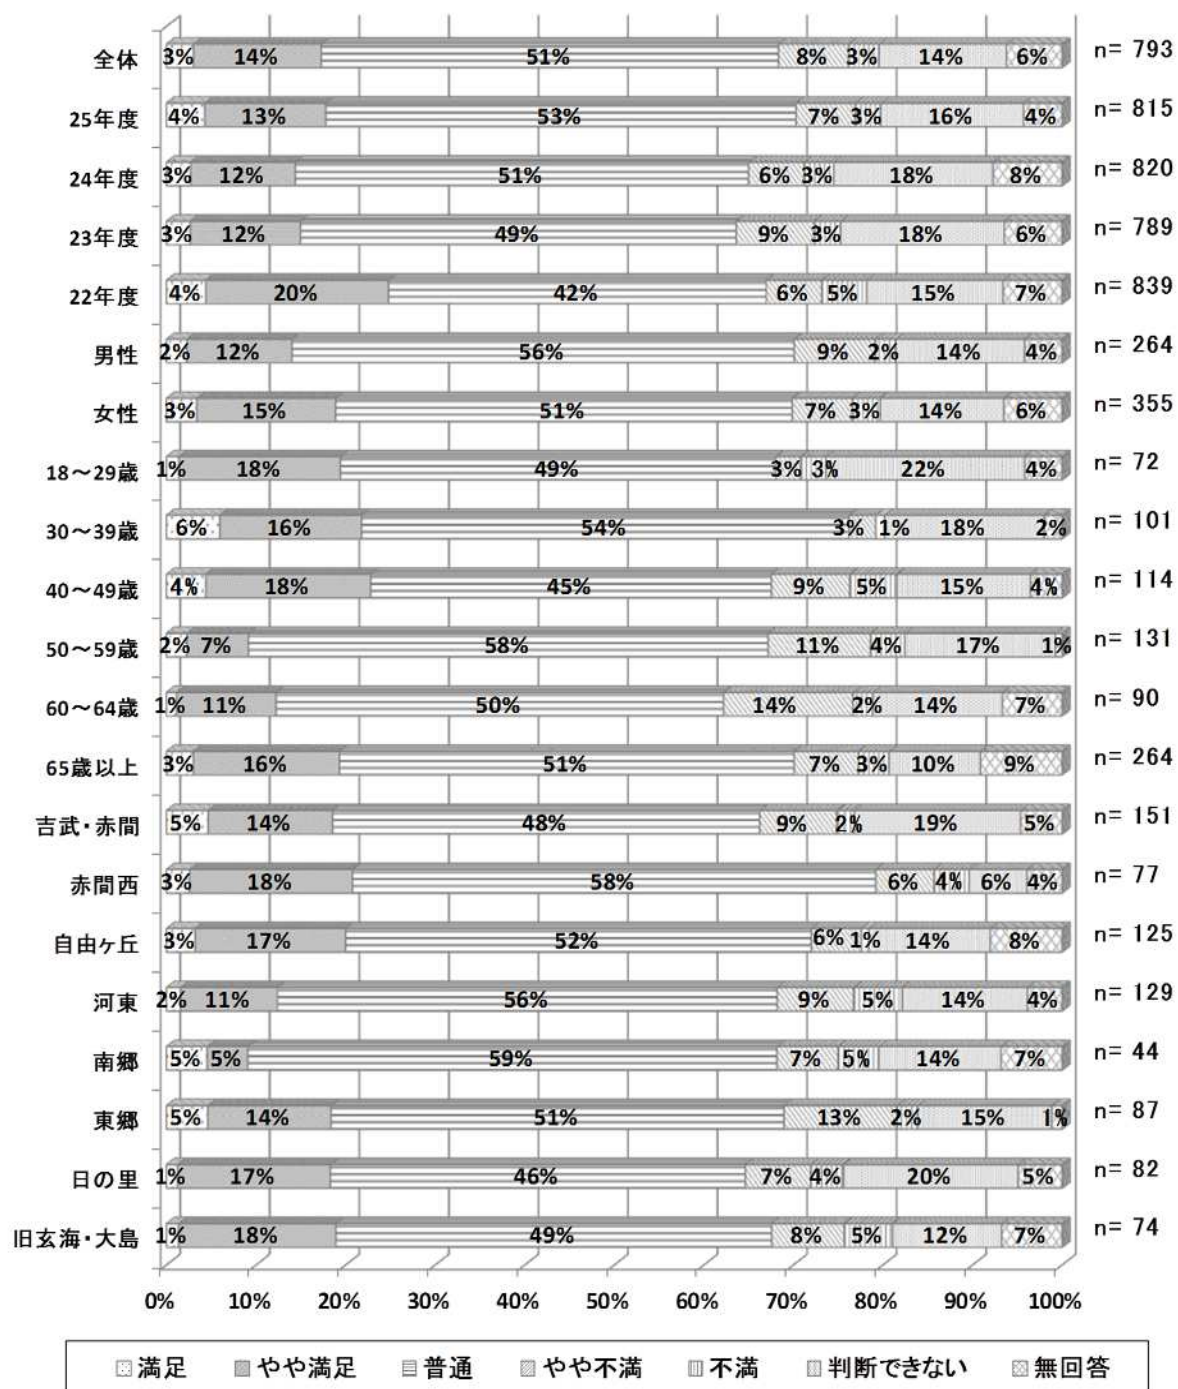 全体 3% 14% 51% 8% 3% 14% 6% n= 793
25年度 4% 13% 53% 7% 3% 16% 4% n= 815
24年度 3% 12% 51% 6% 3% 18% 8% n= 820
23年度 3% 12% 49% 9% 3% 18% 6% n= 789
22年度 4% 20% 42% 6% 5% 15% 7% n= 839
男性 2% 12% 56% 9% 2% 14% 4% n= 264
女性 3% 15% 51% 7% 3% 14% 6% n= 355
18～29歳 1% 18% 49% 3% 3% 22% 4% n= 72
30～39歳 6% 16% 54% 3% 1% 18% 2% n= 101
40～49歳 4% 18% 45% 9% 5% 15% 4% n= 114
50～59歳 2% 7% 58% 11% 4% 17% 1% n= 131
60～64歳 1% 11% 50% 14% 2% 14% 7% n= 90
65歳以上 3% 16% 51% 7% 3% 10% 9% n= 264
吉武・赤間 5% 14% 48% 9% 2% 19% 5% n= 151
赤間西 3% 18% 58% 6% 4% 6% 4% n= 77
自由ヶ丘 3% 17% 52% 6% 1% 14% 8% n= 125
河東 2% 11% 56% 9% 5% 14% 4% n= 129
南郷 5% 5% 59% 7% 5% 14% 7% n= 44
東郷 5% 14% 51% 13% 2% 15% 1% n= 87
日の里 1% 17% 46% 7% 4% 20% 5% n= 82
旧玄海・大島 1% 18% 49% 8% 5% 12% 7% n= 74
0% 10% 20% 30% 40% 50% 60% 70% 80% 90% 100%
満足 やや満足 普通 やや不満 不満 判断できない 無回答